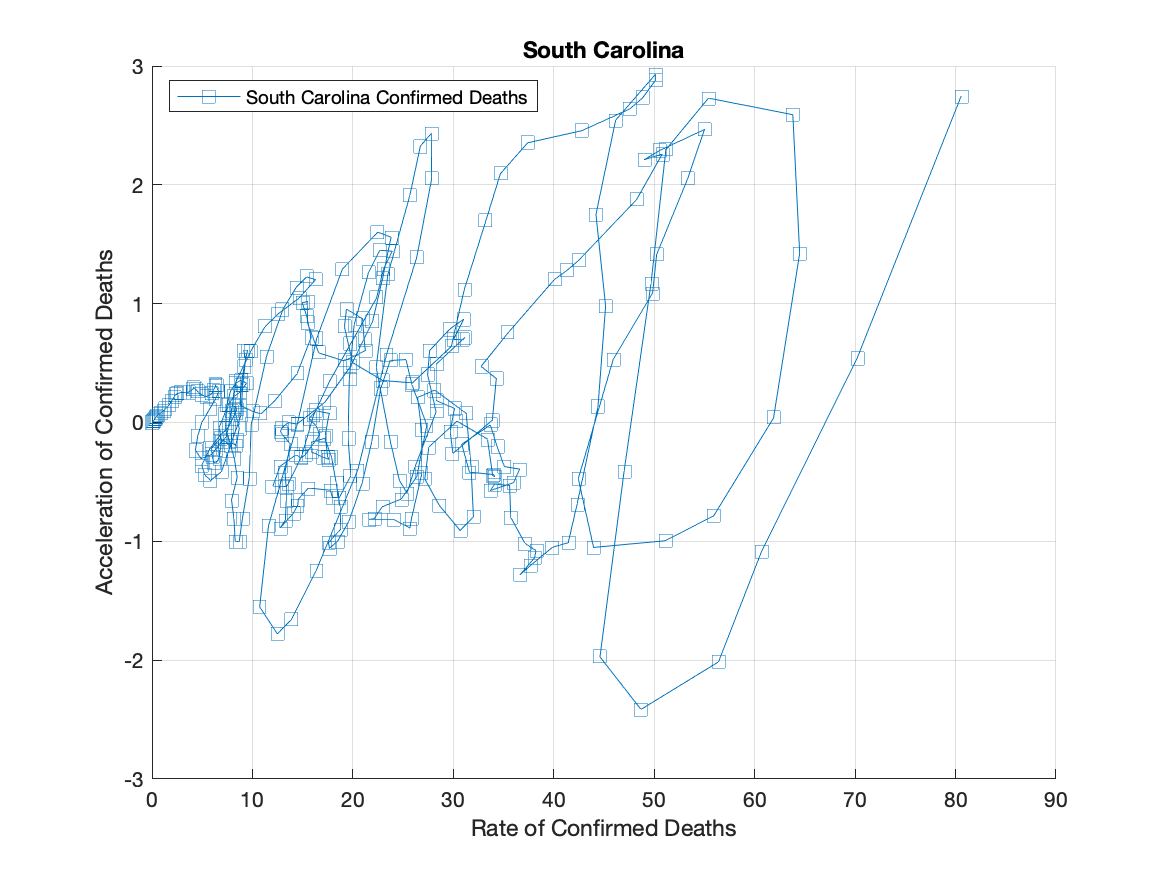 South Carolina
South Carolina Confirmed Deaths
3
2
1
0
-1
-2
-3
Acceleration of Confirmed Deaths
0 10 20 30 40 50 60 70 80 90
Rate of Confirmed Deaths